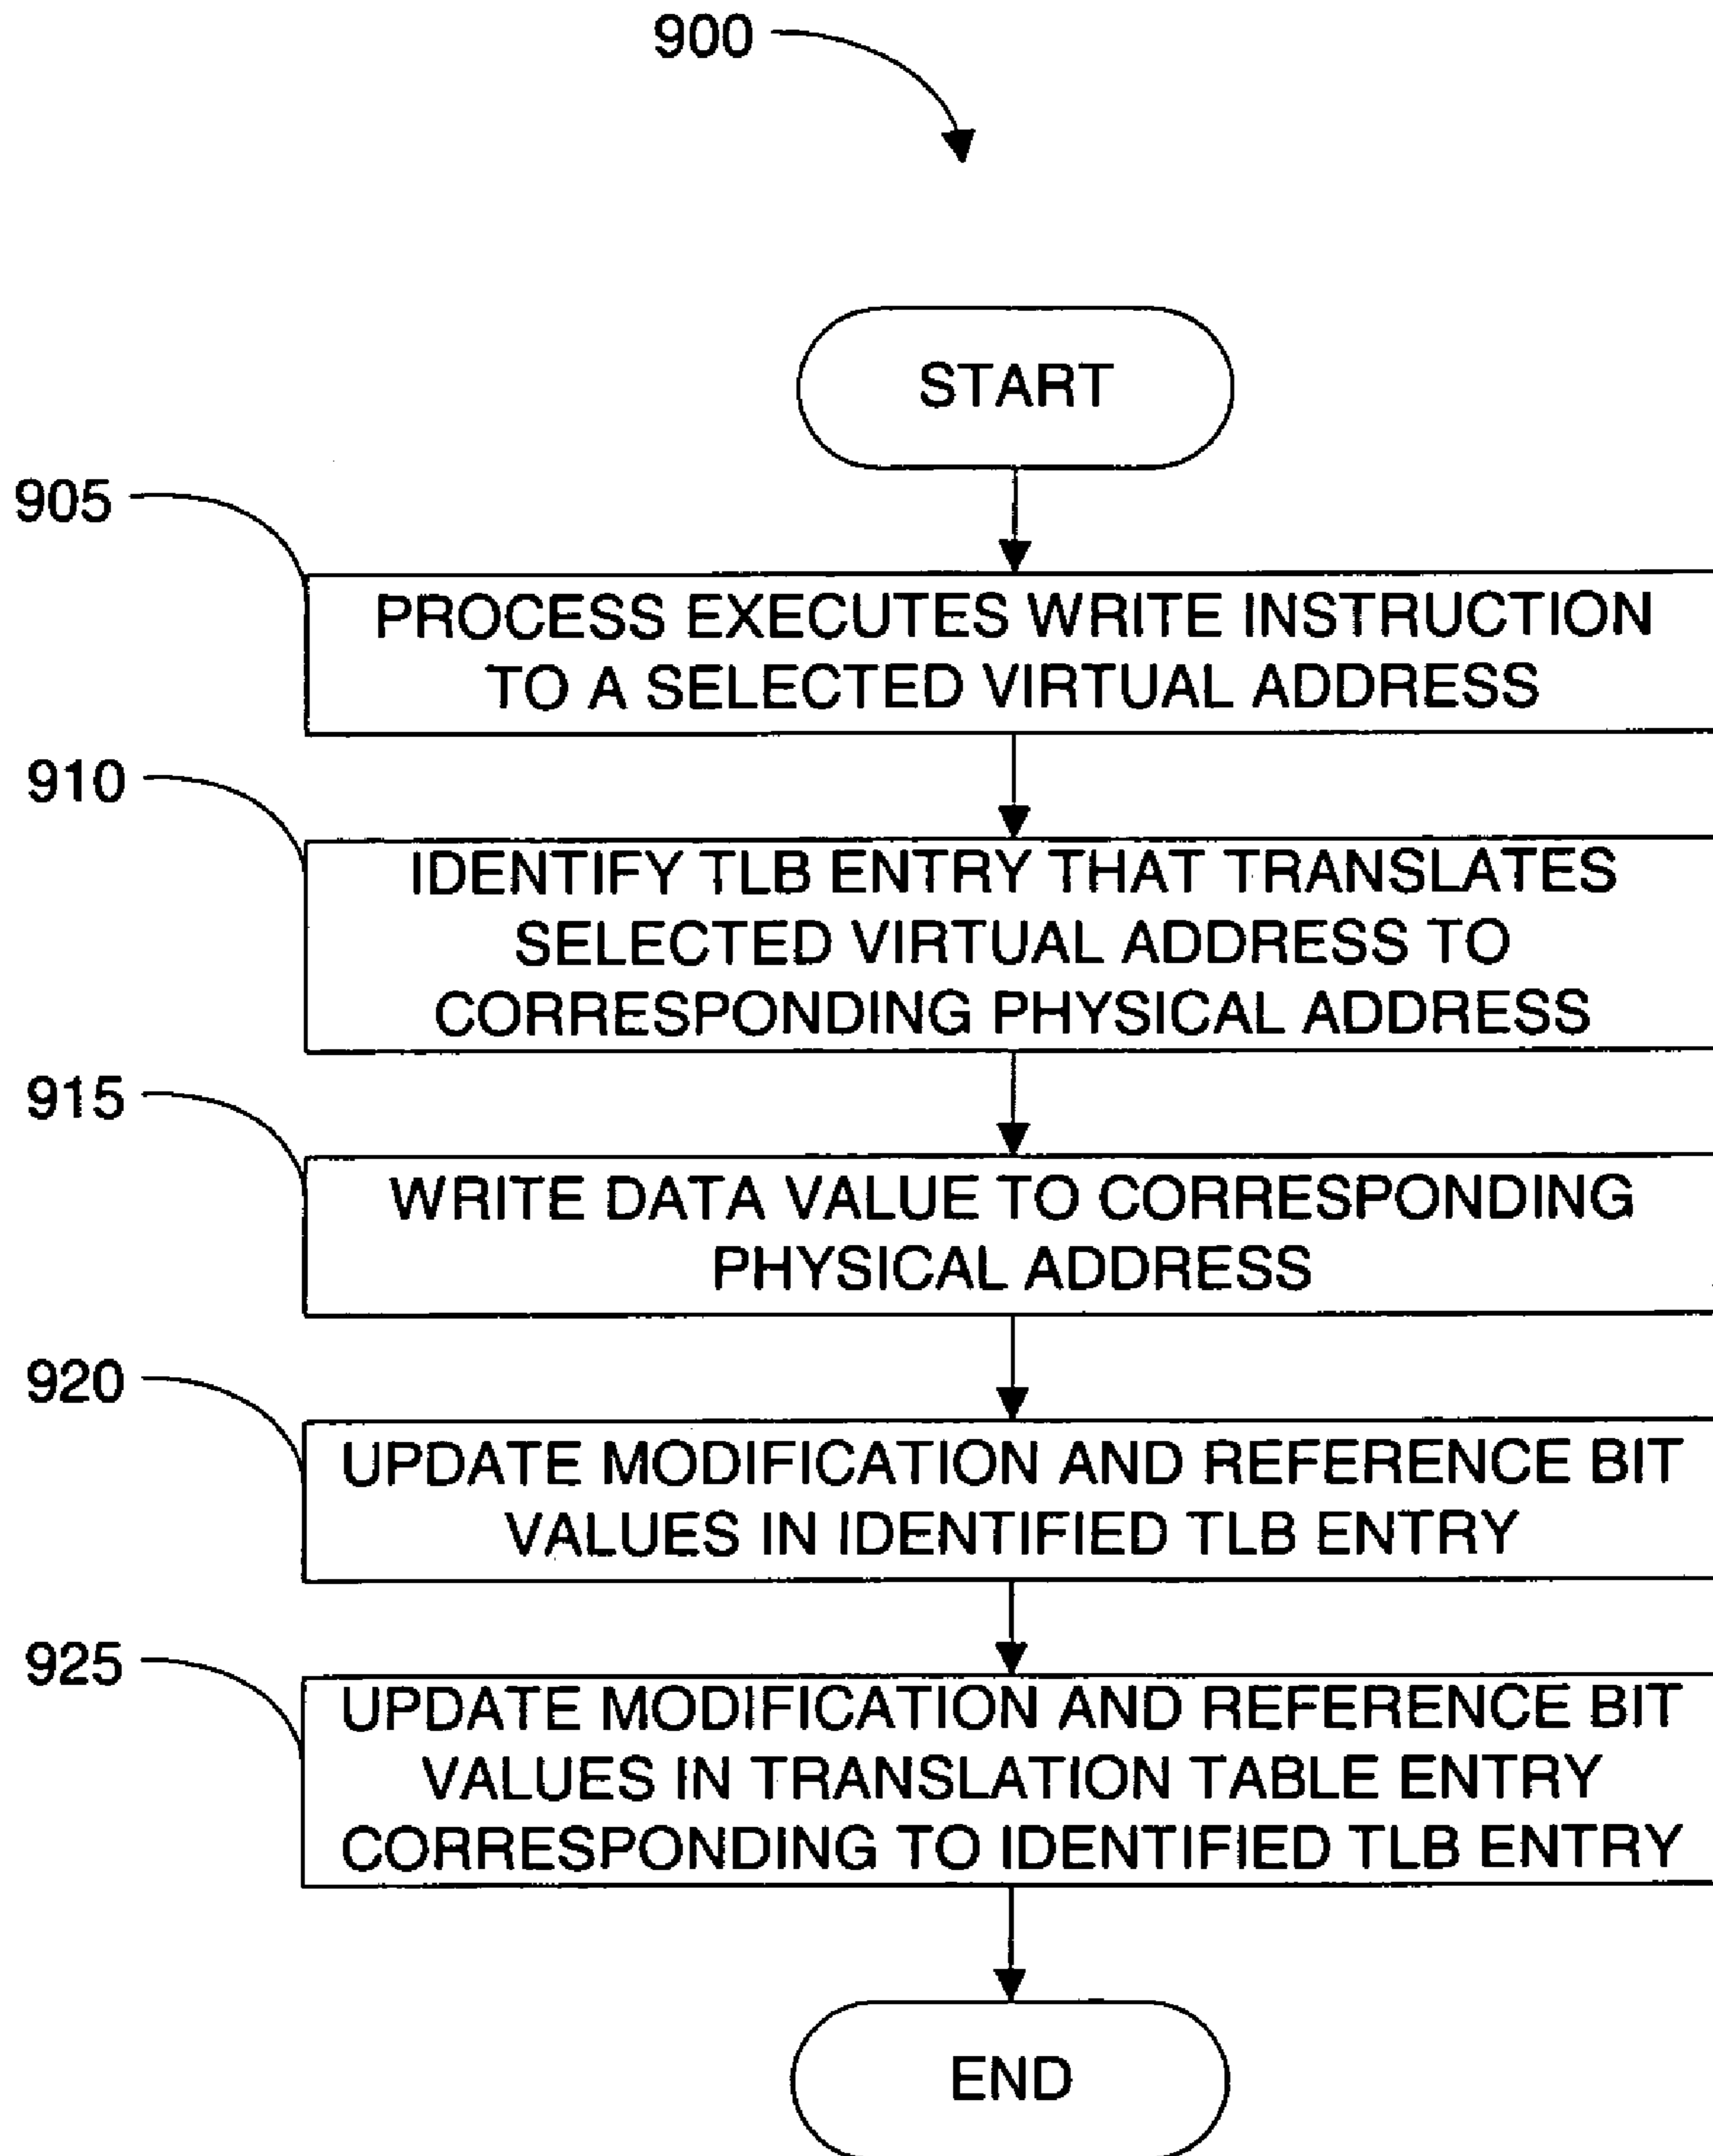 900
START
905
PROCESS EXECUTES WRITE INSTRUCTION
TO A SELECTED VIRTUAL ADDRESS
910
IDENTIFY TLB ENTRY THAT TRANSLATES
SELECTED VIRTUAL ADDRESS TO
CORRESPONDING PHYSICAL ADDRESS
915
WRITE DATA VALUE TO CORRESPONDING
PHYSICAL ADDRESS
920
UPDATE MODIFICATION AND REFERENCE BIT
VALUES IN IDENTIFIED TLB ENTRY
925
UPDATE MODIFICATION AND REFERENCE BIT
VALUES IN TRANSLATION TABLE ENTRY
CORRESPONDING TO IDENTIFIED TLB ENTRY
END